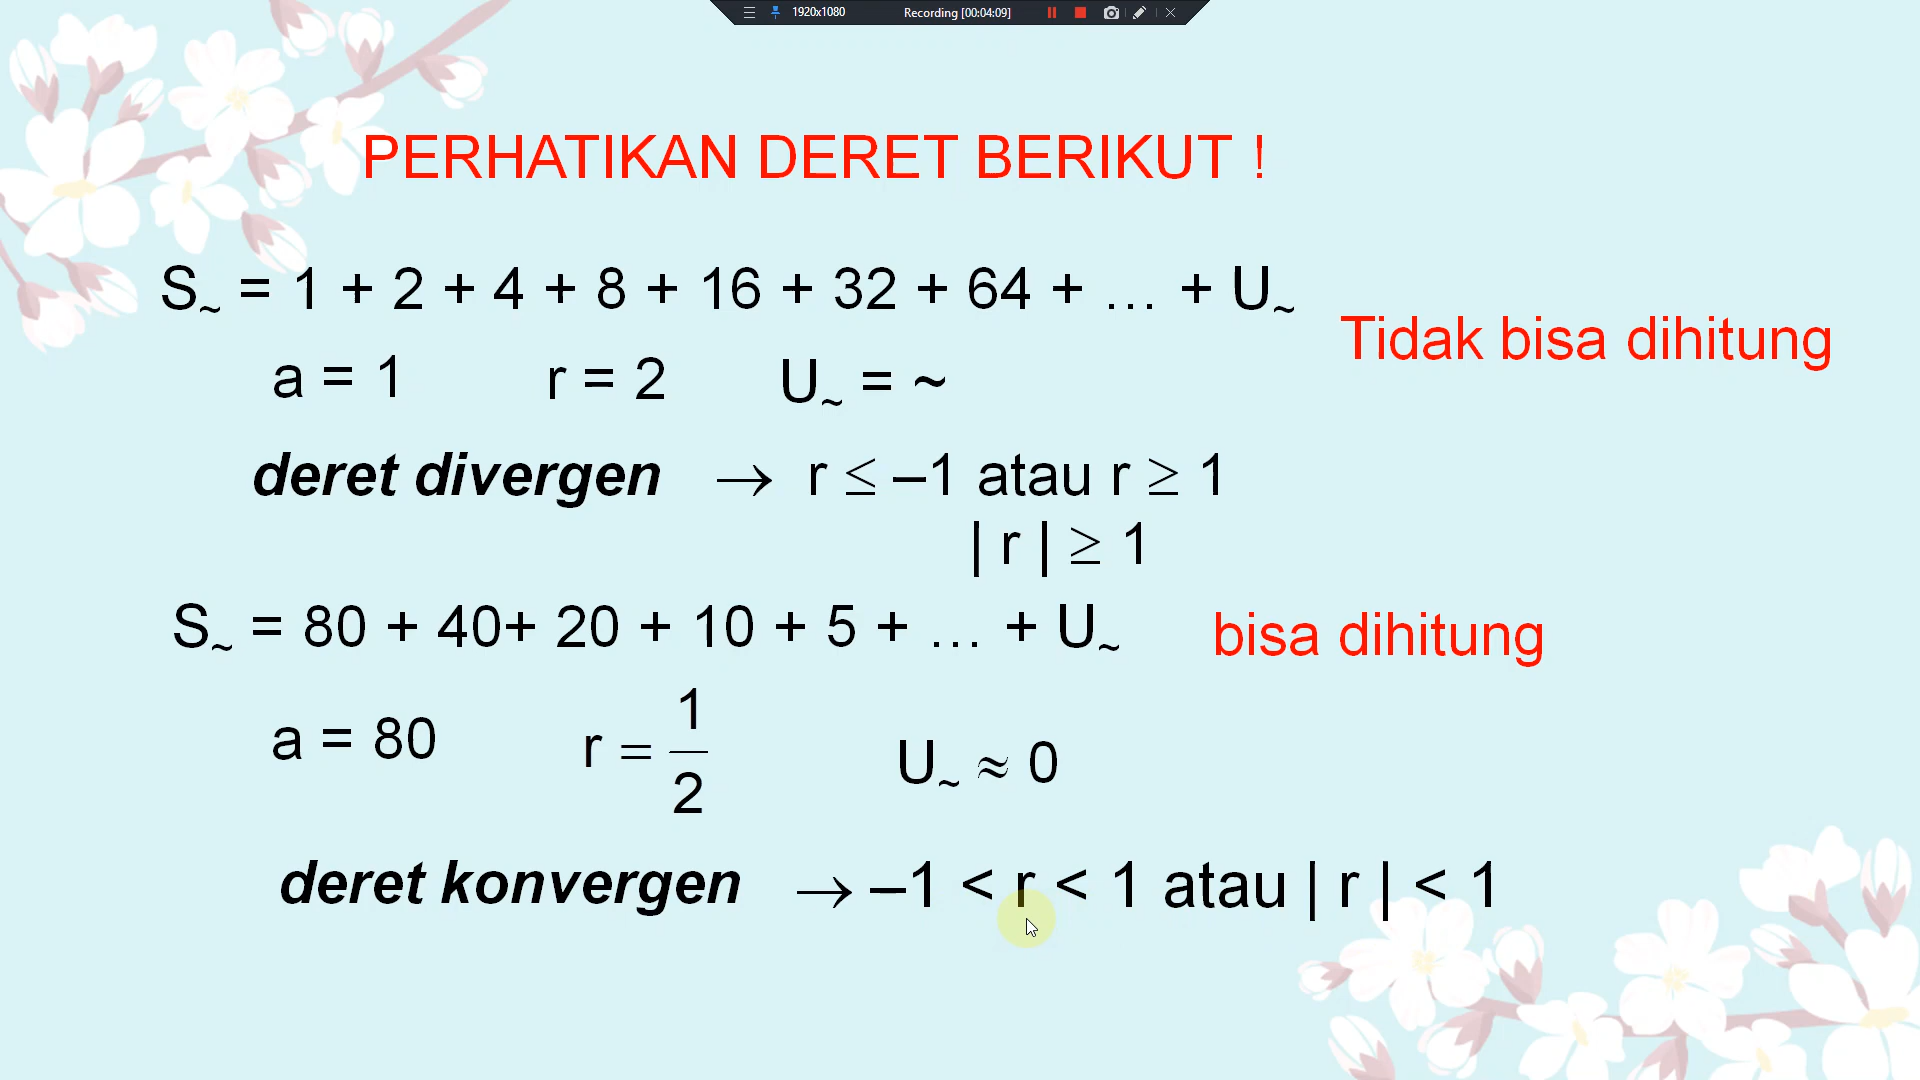 1920x1080 Recording [00:04:09]
PERHATIKAN DERET BERIKUT !
S~ = 1 + 2 + 4 + 8 + 16 + 32 + 64 + … + U~
Tidak bisa dihitung
a = 1 r = 2 U~ = ~
deret divergen → r ≤ –1 atau r ≥ 1
| r | ≥ 1
S~ = 80 + 40+ 20 + 10 + 5 + … + U~ bisa dihitung
a = 80 r = 1/2 U~ ≈ 0
deret konvergen → –1 < r < 1 atau | r | < 1